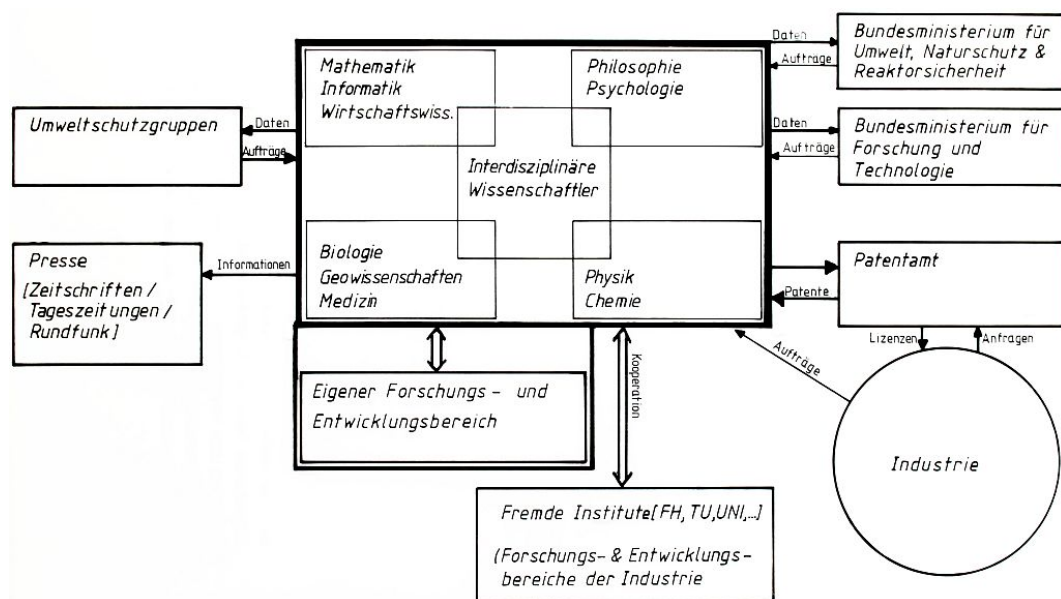 Daten
Bundesministerium für
Umwelt, Naturschutz &
Reaktorsicherheit
Aufträge
Mathematik
Informatik
Wirtschaftswiss.
Philosophie
Psychologie
Umweltschutzgruppen
Daten
Aufträge
Daten
Aufträge
Bundesministerium für
Forschung und
Technologie
Interdisziplinäre
Wissenschaftler
Presse
[Zeitschriften /
Tageszeitungen /
Rundfunk]
Informationen
Biologie
Geowissenschaften
Medizin
Physik
Chemie
Patentamt
Patente
Lizenzen
Anfragen
Aufträge
Kooperation
Eigener Forschungs- und
Entwicklungsbereich
Industrie
Fremde Institute[FH, TU,UNI,...]
(Forschungs- & Entwicklungs-
bereiche der Industrie